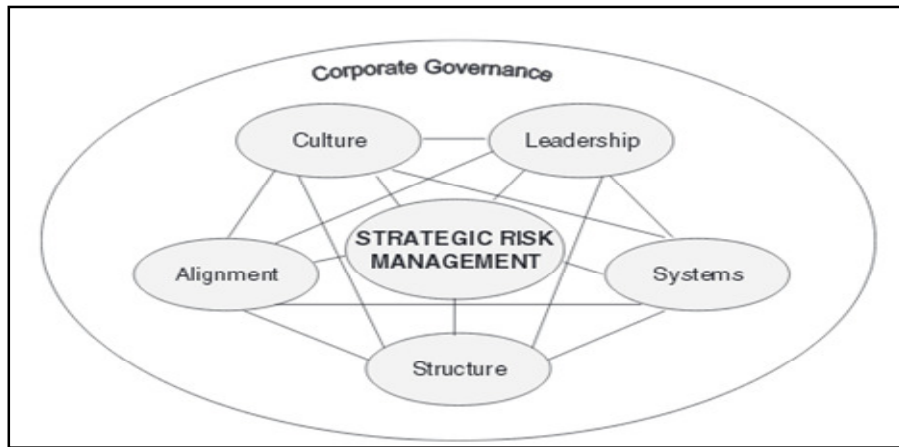 Corporate Governance
Culture
Leadership
STRATEGIC RISK
MANAGEMENT
Alignment
Systems
Structure